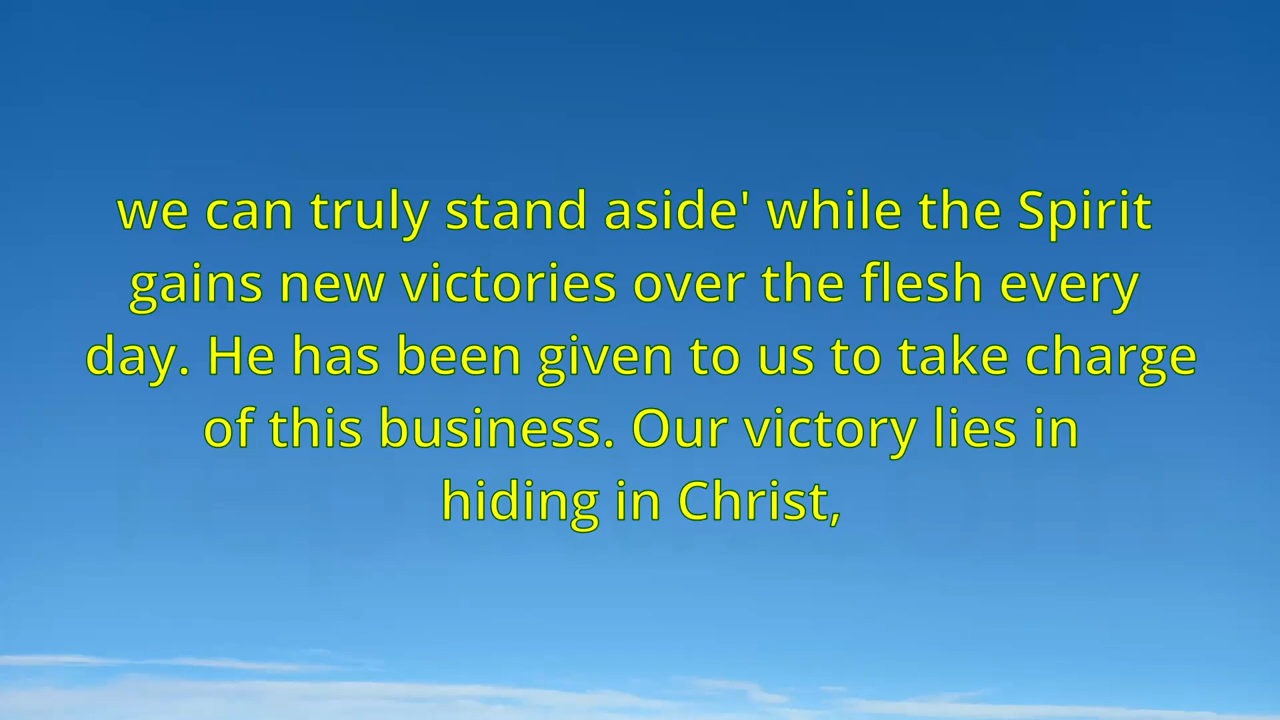 we can truly stand aside' while the Spirit
gains new victories over the flesh every
day. He has been given to us to take charge
of this business. Our victory lies in
hiding in Christ,